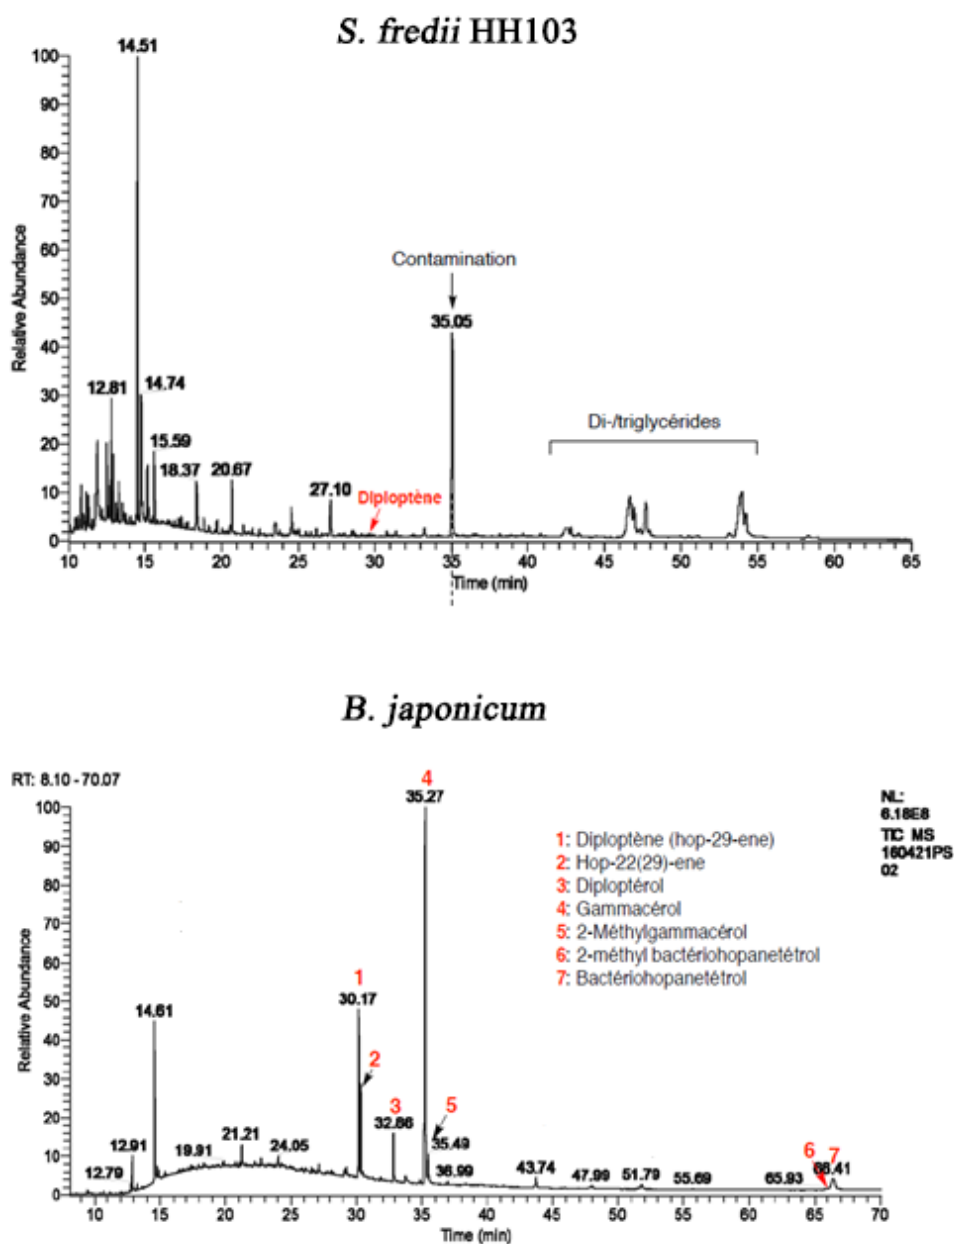 S. fredii HH103
14.51
100
90
80
70
60
50
40
30
20
10
0
Relative Abundance
Contamination
35.05
12.81
14.74
15.59
18.37
20.67
27.10
Diploptène
Di-/triglycérides
10 15 20 25 30 35 40 45 50 55 60 65
Time (min)
B. japonicum
RT: 8.10 - 70.07
NL:
6.18E8
TIC MS
160421PS
02
4
35.27
100
90
80
70
60
50
40
30
20
10
0
Relative Abundance
1: Diploptène (hop-29-ene)
2: Hop-22(29)-ene
3: Diploptérol
4: Gammacérol
5: 2-Méthylgammacérol
6: 2-méthyl bactériohopanetétrol
7: Bactériohopanetétrol
1
30.17
14.61
2
3
32.86
5
35.49
12.79
12.91
19.91
21.21
24.05
36.99
43.74
47.99
51.79
55.69
65.93
6
7
66.41
10 15 20 25 30 35 40 45 50 55 60 65 70
Time (min)